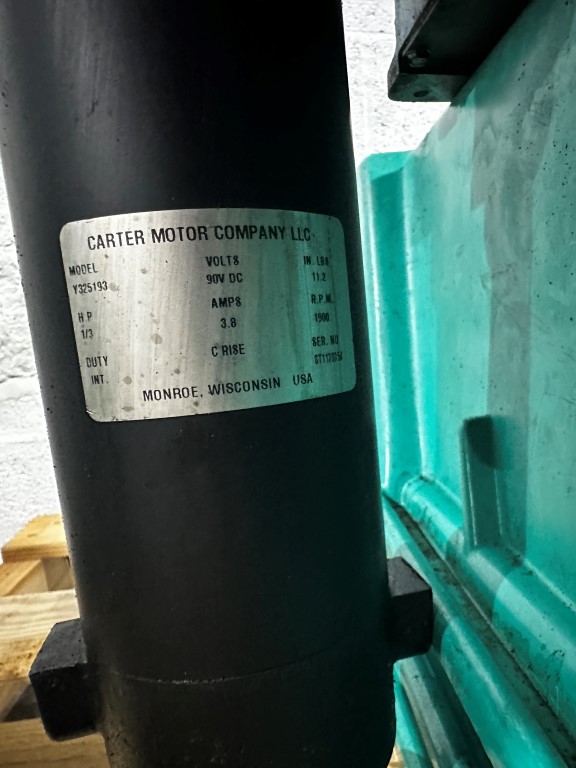 CARTER MOTOR COMPANY LLC
MODEL VOLTS IN. LBS
Y325193 90V DC 11.2
H P AMPS R.P.M.
1/3 3.8 1900
DUTY C RISE SER. NO
INT.
MONROE, WISCONSIN USA